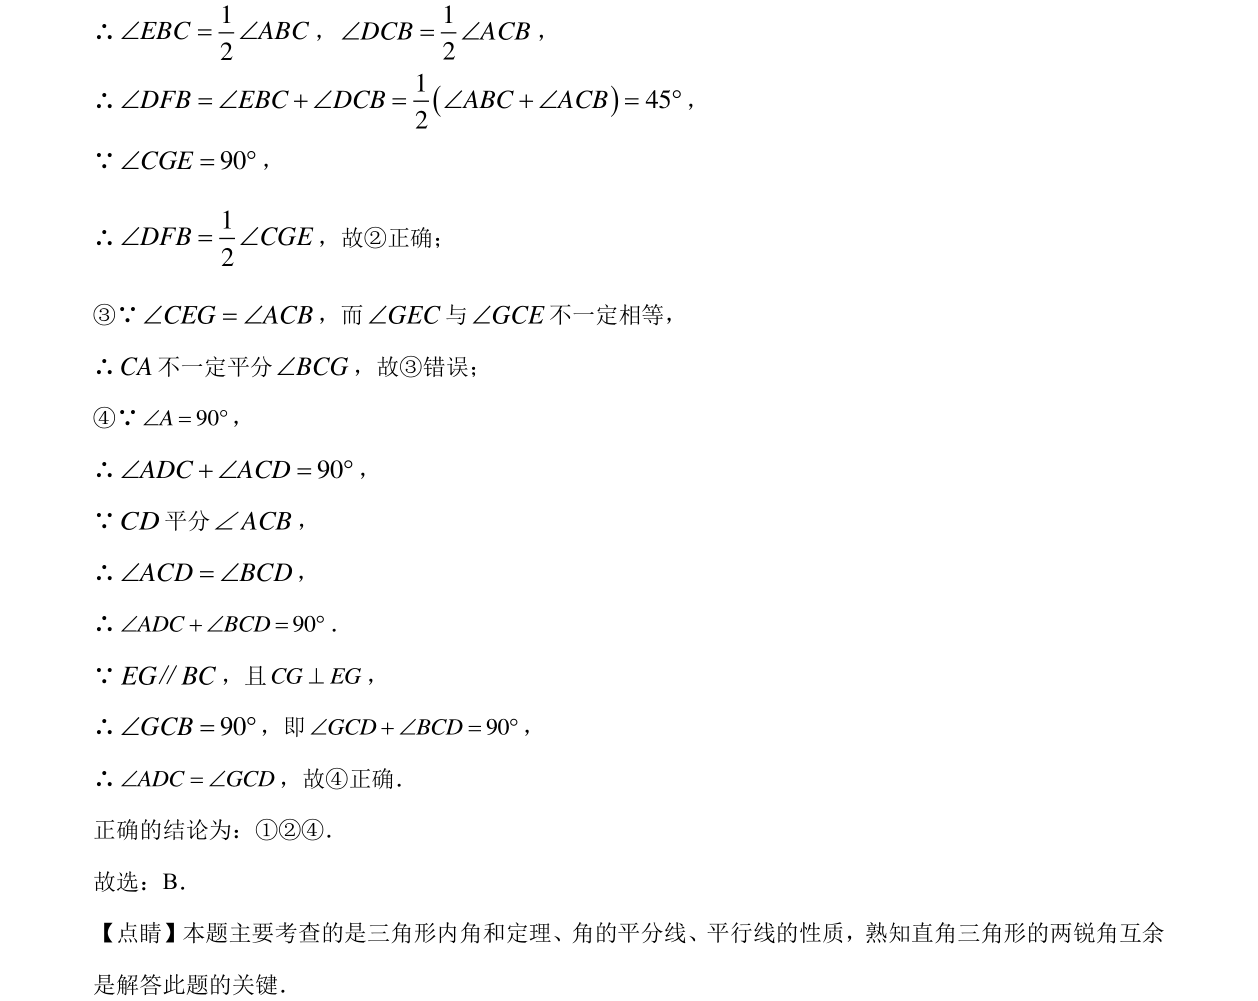 ∴∠EBC=1/2∠ABC，∠DCB=1/2∠ACB，
∴∠DFB=∠EBC+∠DCB=1/2(∠ABC+∠ACB)=45°，
∵∠CGE=90°，
∴∠DFB=1/2∠CGE，故②正确；
③∵∠CEG=∠ACB，而∠GEC与∠GCE不一定相等，
∴CA不一定平分∠BCG，故③错误；
④∵∠A=90°，
∴∠ADC+∠ACD=90°，
∵CD平分∠ACB，
∴∠ACD=∠BCD，
∴∠ADC+∠BCD=90°．
∵EG∥BC，且CG⊥EG，
∴∠GCB=90°，即∠GCD+∠BCD=90°，
∴∠ADC=∠GCD，故④正确．
正确的结论为：①②④．
故选：B．
【点睛】本题主要考查的是三角形内角和定理、角的平分线、平行线的性质，熟知直角三角形的两锐角互余
是解答此题的关键．